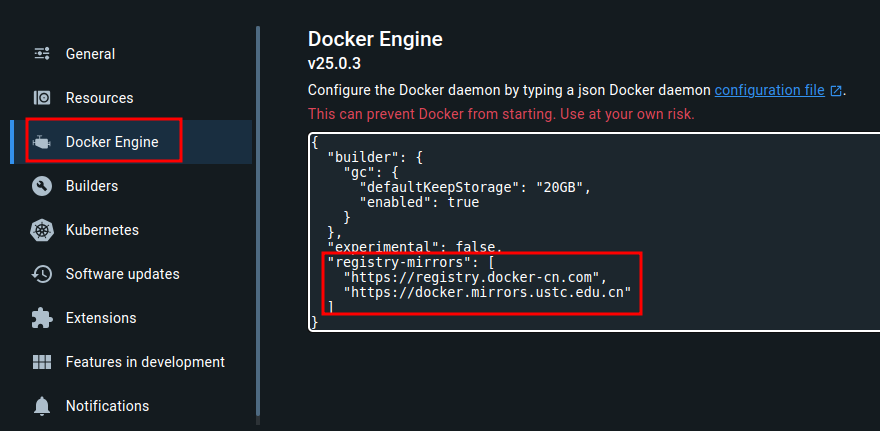 General
Resources
Docker Engine
Builders
Kubernetes
Software updates
Extensions
Features in development
Notifications
Docker Engine
v25.0.3
Configure the Docker daemon by typing a json Docker daemon configuration file.
This can prevent Docker from starting. Use at your own risk.
{
  "builder": {
    "gc": {
      "defaultKeepStorage": "20GB",
      "enabled": true
    }
  },
  "experimental": false,
  "registry-mirrors": [
    "https://registry.docker-cn.com",
    "https://docker.mirrors.ustc.edu.cn"
  ]
}